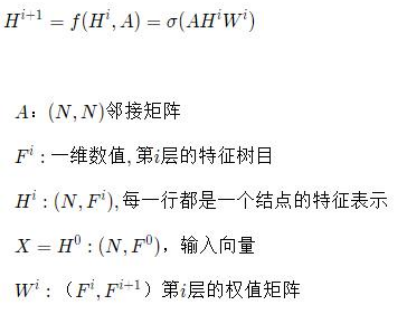 H^{i+1} = f(H^i, A) = σ(AH^iW^i)
A：(N, N)邻接矩阵
F^i：一维数值,第i层的特征树目
H^i：(N, F^i),每一行都是一个结点的特征表示
X = H^0：(N, F^0)，输入向量
W^i：（F^i, F^{i+1}）第i层的权值矩阵